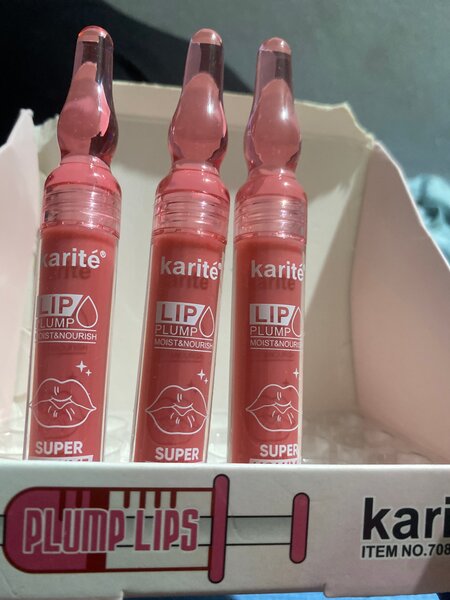 karité®
LIP
PLUMP
MOIST&NOURISH
SUPER
karité®
LIP
PLUMP
MOIST&NOURISH
SUPER
karité
LIP
PLUMP
MOIST&NOURISH
SUPER
PLUMP LIPS
kari
ITEM NO.708